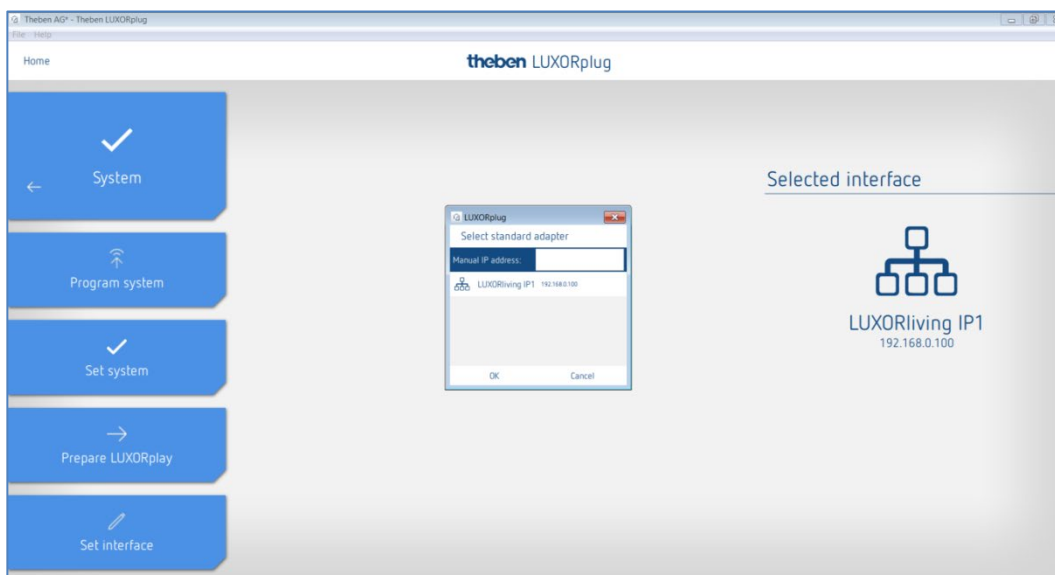 Theben AG* - Theben LUXORplug
File Help
Home
theben LUXORplug
System
Program system
Set system
Prepare LUXORplay
Set interface
LUXORplug
Select standard adapter
Manual IP address:
LUXORliving IP1 192.168.0.100
OK Cancel
Selected interface
LUXORliving IP1
192.168.0.100